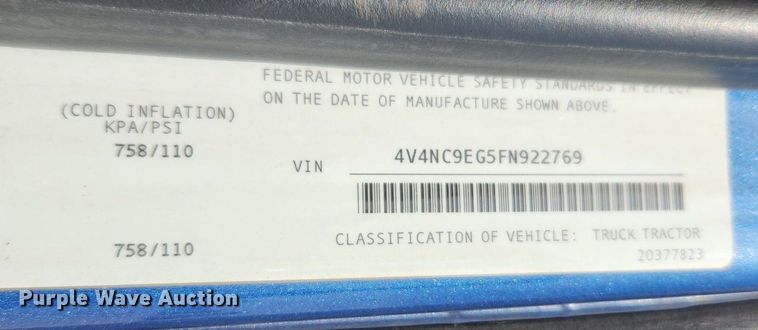 FEDERAL MOTOR VEHICLE SAFETY STANDARDS IN EFFECT
ON THE DATE OF MANUFACTURE SHOWN ABOVE.
(COLD INFLATION)
KPA/PSI
758/110
VIN 4V4NC9EG5FN922769
CLASSIFICATION OF VEHICLE: TRUCK TRACTOR
758/110
20377823
Purple Wave Auction